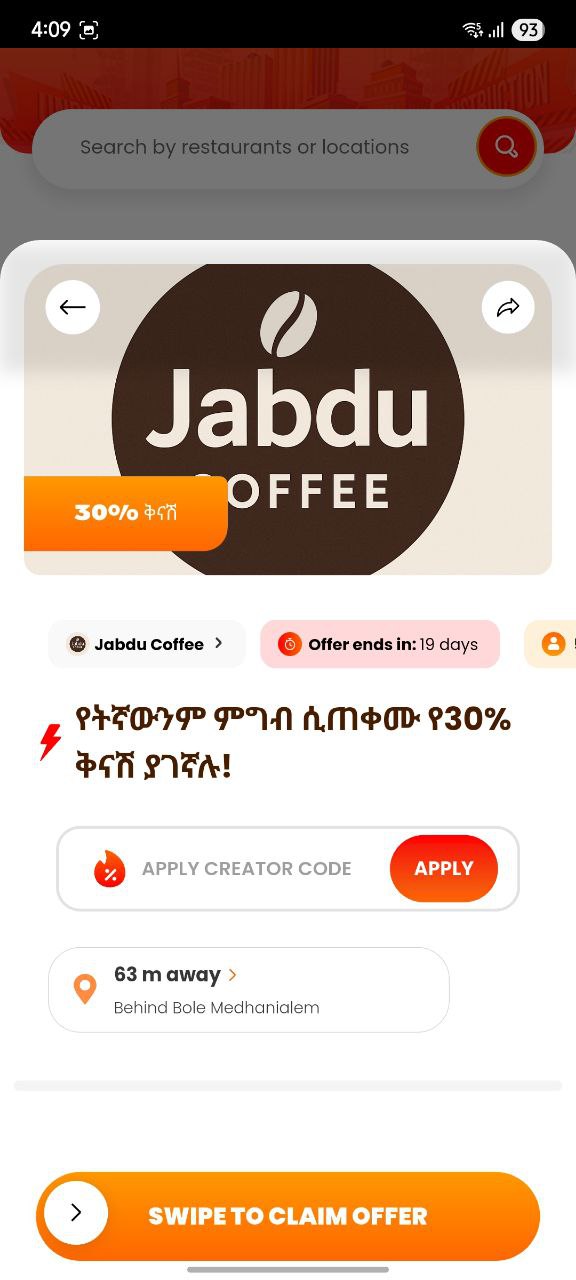 4:09
93
Search by restaurants or locations
Jabdu
COFFEE
30% ቅናሽ
Jabdu Coffee
Offer ends in: 19 days
የትኛውንም ምግብ ሲጠቀሙ የ30%
ቅናሽ ያገኛሉ!
APPLY CREATOR CODE
APPLY
63 m away
Behind Bole Medhanialem
SWIPE TO CLAIM OFFER